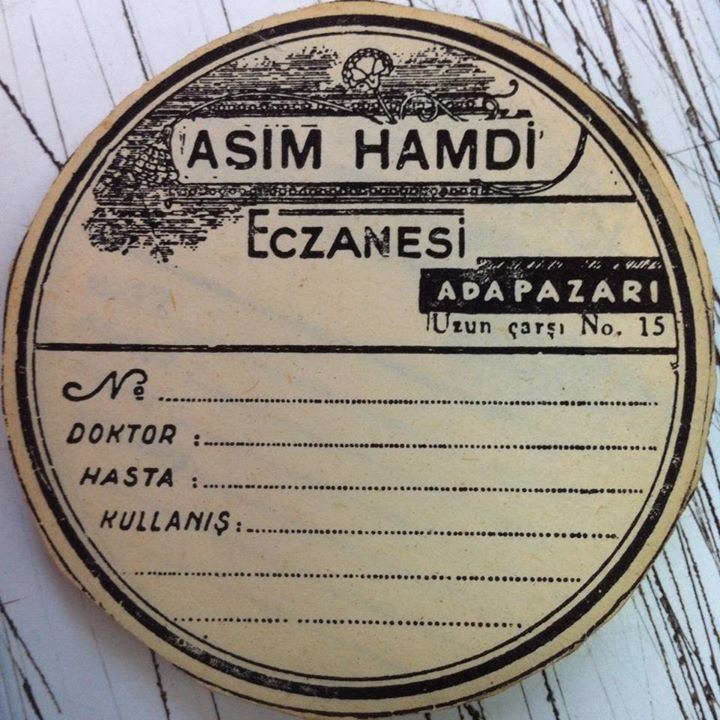 ASIM HAMDİ
ECZANESİ
ADAPAZARI
Uzun çarşı No. 15
No
DOKTOR :
HASTA :
KULLANIŞ: